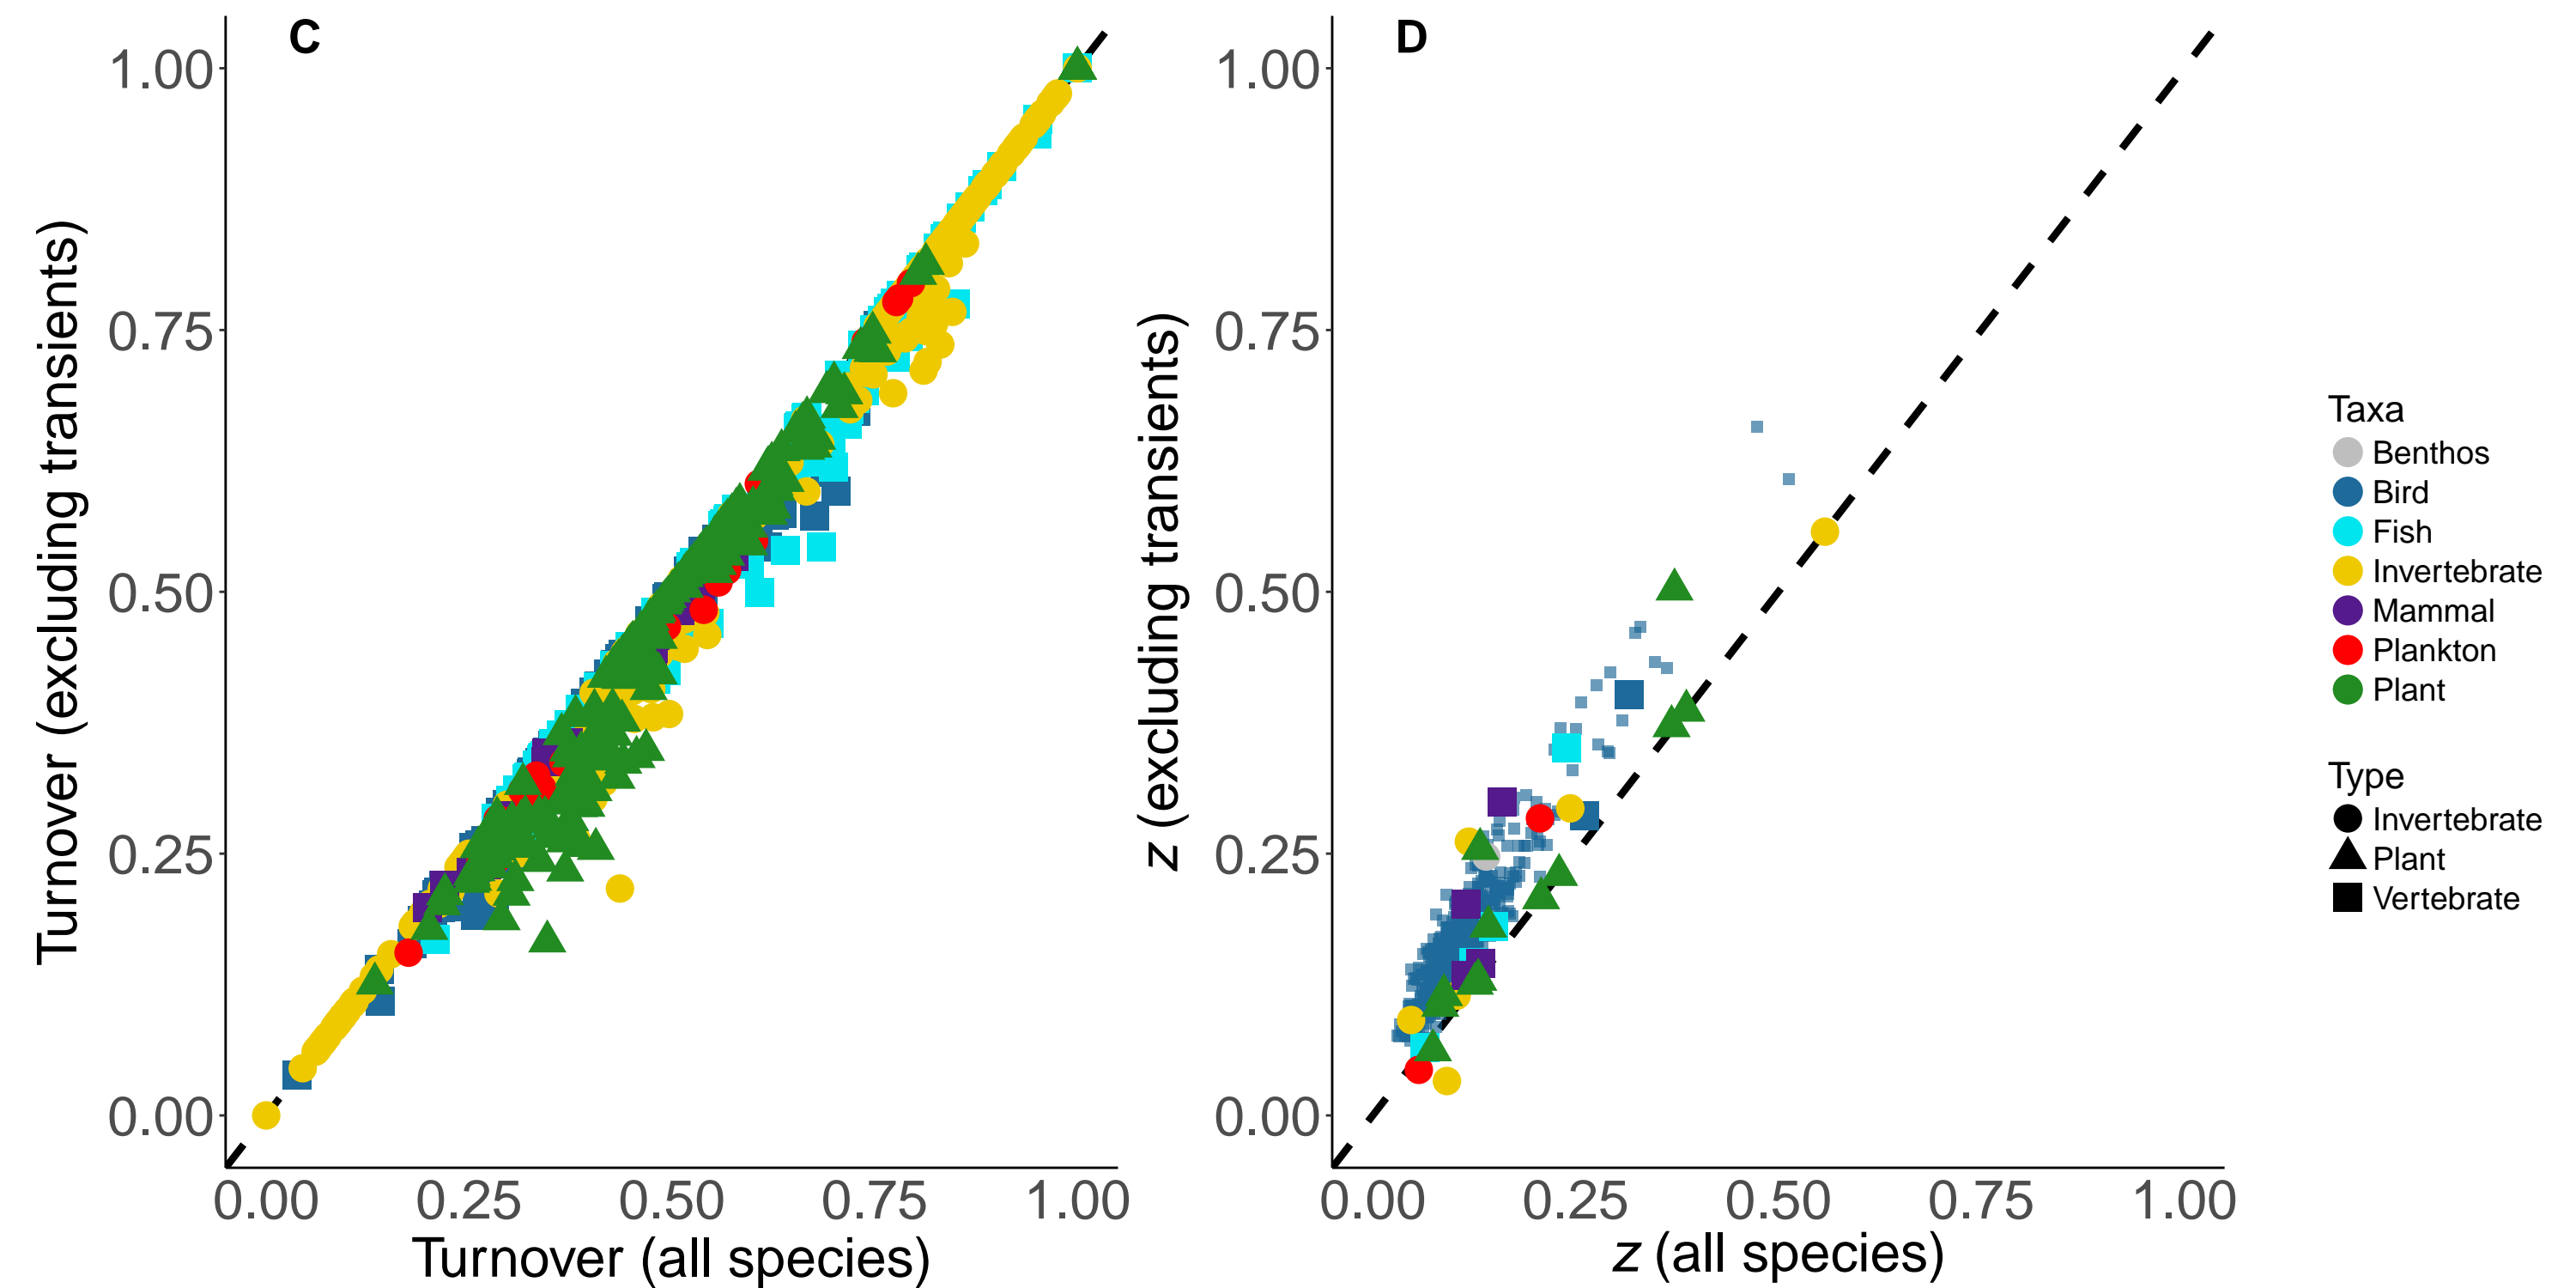 C
Turnover (excluding transients)
1.00
0.75
0.50
0.25
0.00
0.00 0.25 0.50 0.75 1.00
Turnover (all species)
D
z (excluding transients)
1.00
0.75
0.50
0.25
0.00
0.00 0.25 0.50 0.75 1.00
z (all species)
Taxa
Benthos
Bird
Fish
Invertebrate
Mammal
Plankton
Plant
Type
Invertebrate
Plant
Vertebrate